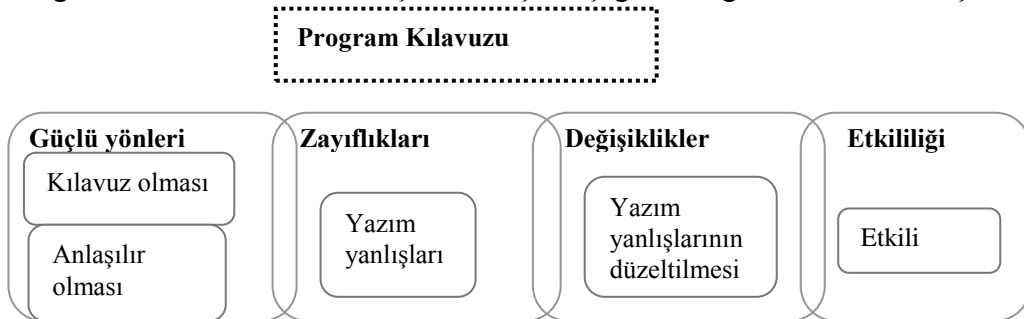 Program Kılavuzu
Güçlü yönleri
Kılavuz olması
Anlaşılır
olması
Zayıflıkları
Yazım
yanlışları
Değişiklikler
Yazım
yanlışlarının
düzeltilmesi
Etkililiği
Etkili